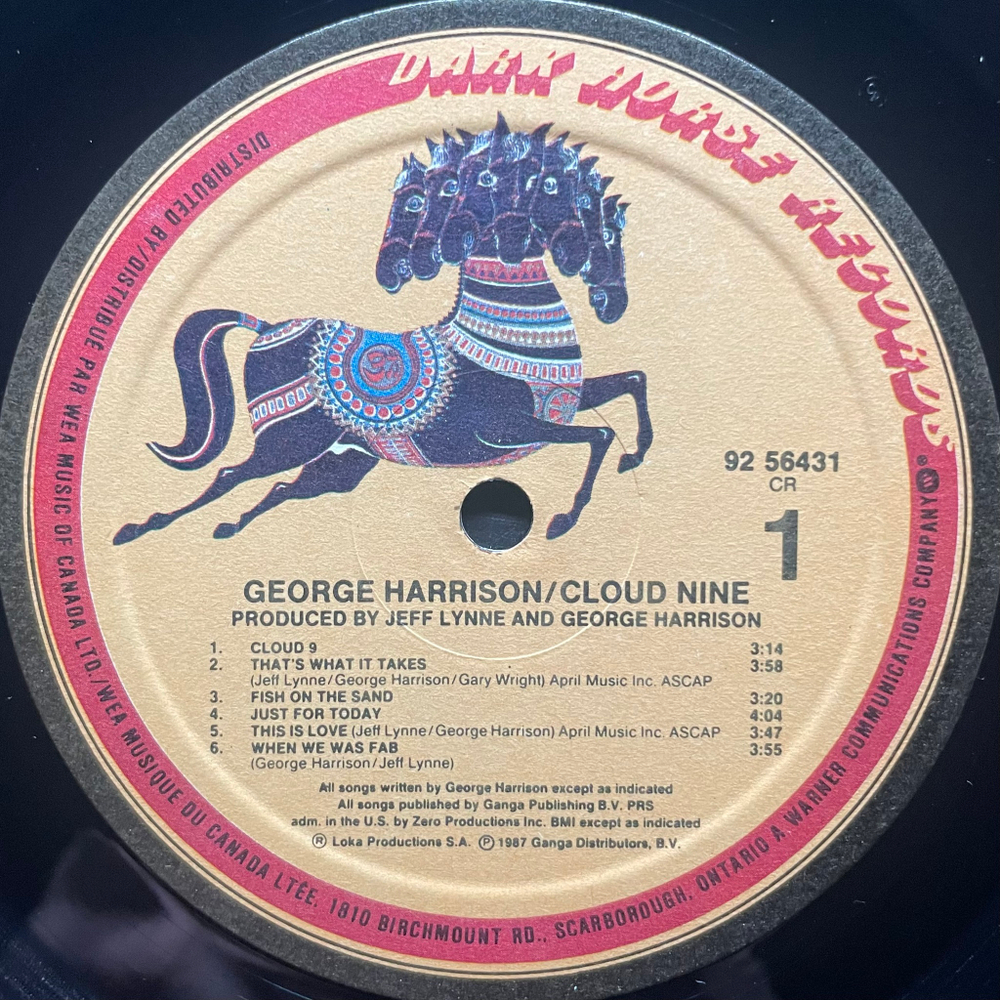 DARK HORSE RECORDS
DISTRIBUTED BY/DISTRIBUÉ PAR WEA MUSIC OF CANADA LTD./WEA MUSIQUE DU CANADA LTÉE, 1810 BIRCHMOUNT RD., SCARBOROUGH, ONTARIO A WARNER COMMUNICATIONS COMPANY
92 56431
CR
1
GEORGE HARRISON/CLOUD NINE
PRODUCED BY JEFF LYNNE AND GEORGE HARRISON
1. CLOUD 9 3:14
2. THAT'S WHAT IT TAKES 3:58
(Jeff Lynne/George Harrison/Gary Wright) April Music Inc. ASCAP
3. FISH ON THE SAND 3:20
4. JUST FOR TODAY 4:04
5. THIS IS LOVE (Jeff Lynne/George Harrison) April Music Inc. ASCAP 3:47
6. WHEN WE WAS FAB 3:55
(George Harrison/Jeff Lynne)
All songs written by George Harrison except as indicated
All songs published by Ganga Publishing B.V. PRS
adm. in the U.S. by Zero Productions Inc. BMI except as indicated
Ⓡ Loka Productions S.A. Ⓟ 1987 Ganga Distributors, B.V.